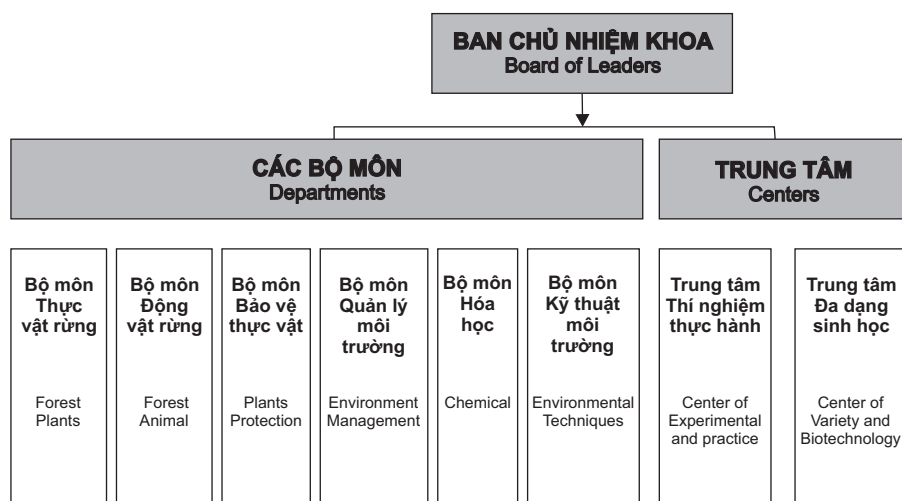 BAN CHỦ NHIỆM KHOA
Board of Leaders
CÁC BỘ MÔN
Departments
TRUNG TÂM
Centers
Bộ môn
Thực
vật rừng
Forest
Plants
Bộ môn
Động
vật rừng
Forest
Animal
Bộ môn
Bảo vệ
thực vật
Plants
Protection
Bộ môn
Quản lý
môi
trường
Environment
Management
Bộ môn
Hóa
học
Chemical
Bộ môn
Kỹ thuật
môi
trường
Environmental
Techniques
Trung tâm
Thí nghiệm
thực hành
Center of
Experimental
and practice
Trung tâm
Đa dạng
sinh học
Center of
Variety and
Biotechnology